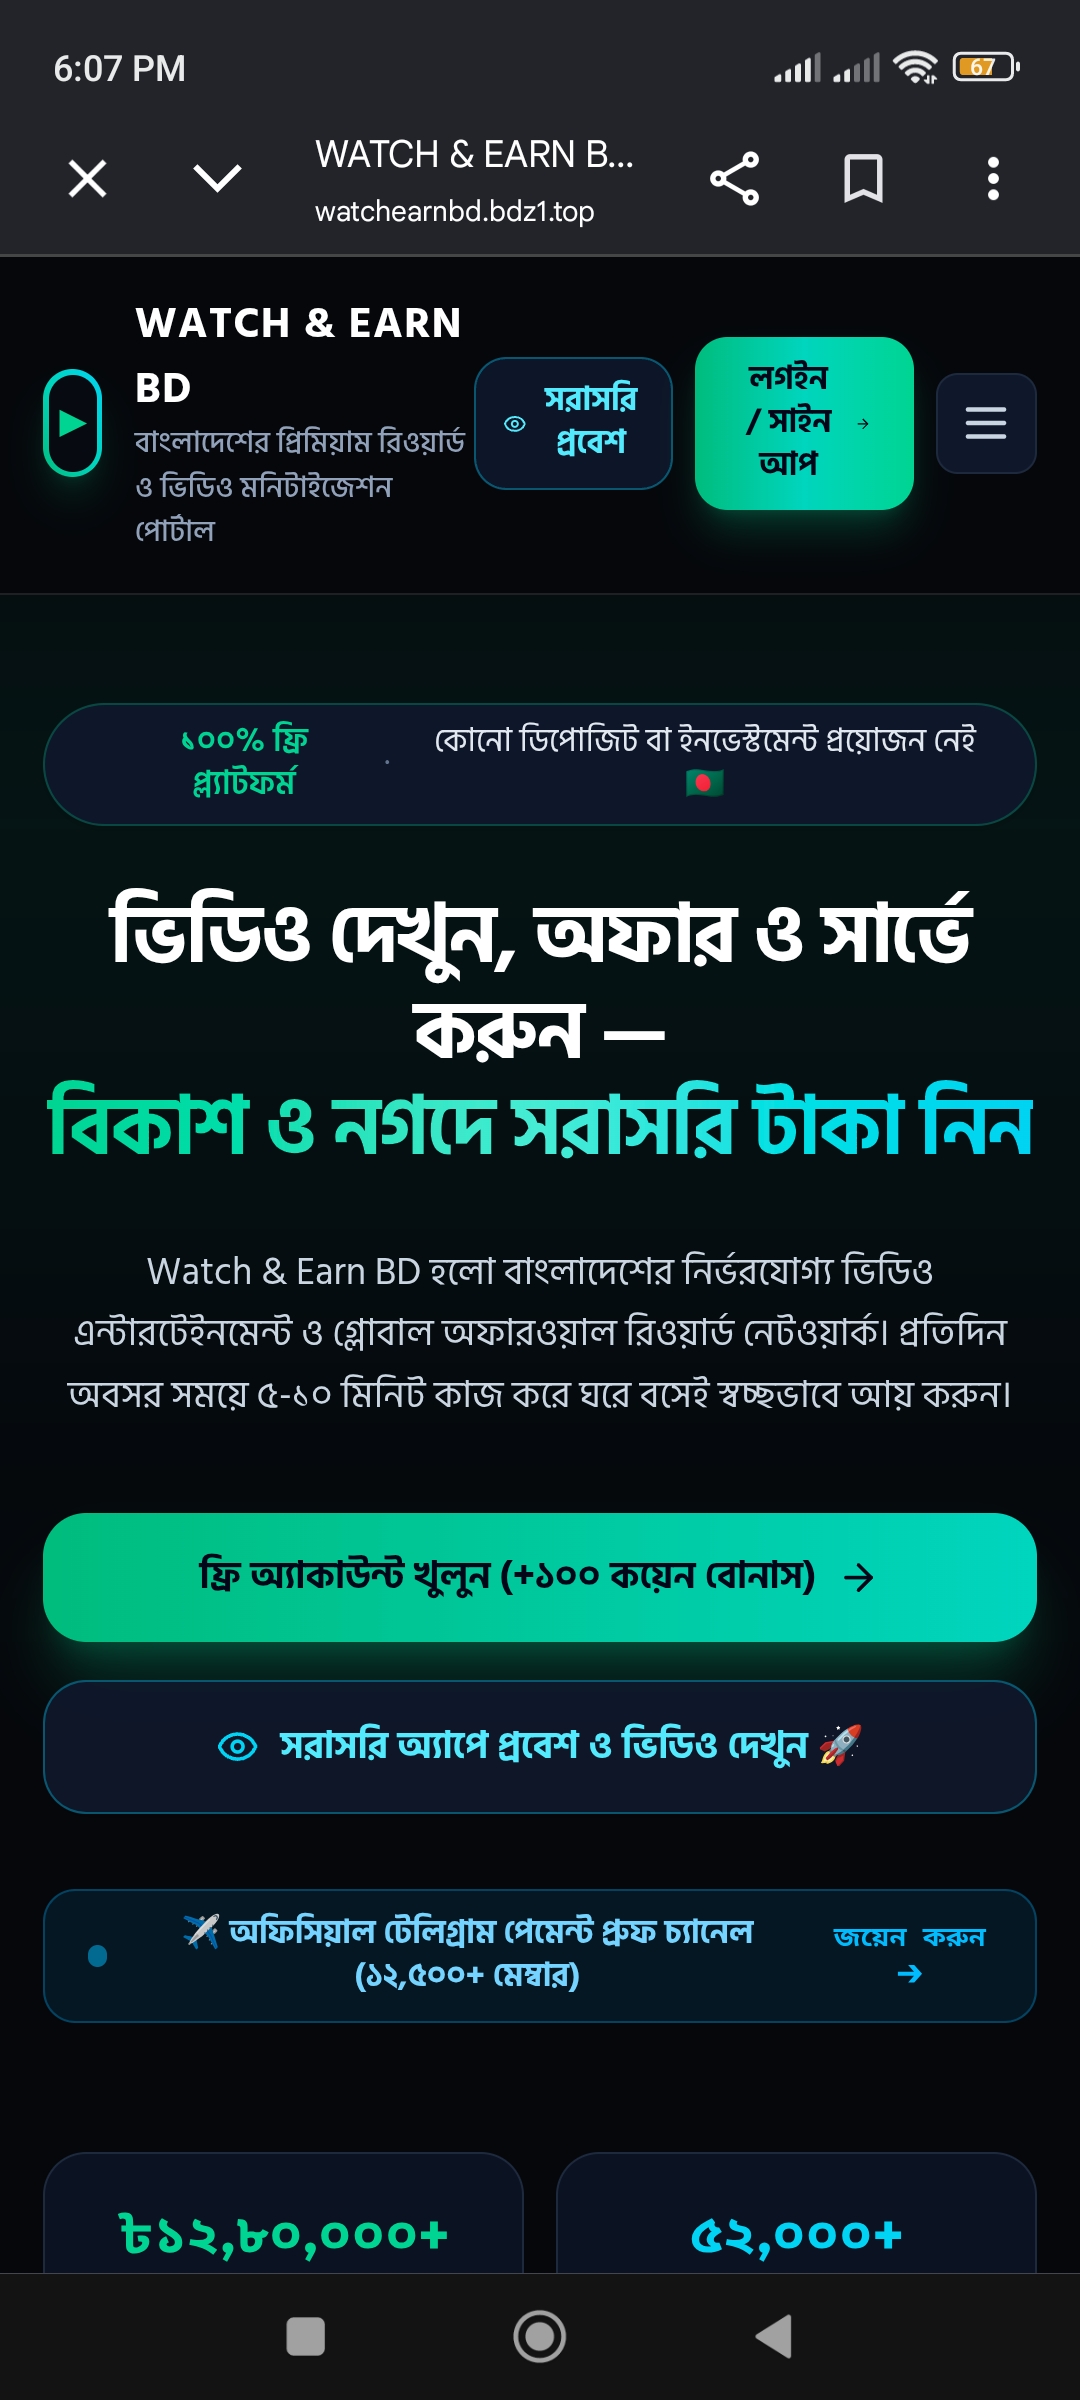 6:07 PM
67
WATCH & EARN B...
watchearnbd.bdz1.top
WATCH & EARN
BD
বাংলাদেশের প্রিমিয়াম রিওয়ার্ড
ও ভিডিও মনিটাইজেশন
পোর্টাল
সরাসরি
প্রবেশ
লগইন
/ সাইন →
আপ
১০০% ফ্রি
প্ল্যাটফর্ম
·
কোনো ডিপোজিট বা ইনভেস্টমেন্ট প্রয়োজন নেই
🇧🇩
ভিডিও দেখুন, অফার ও সার্ভে
করুন —
বিকাশ ও নগদে সরাসরি টাকা নিন
Watch & Earn BD হলো বাংলাদেশের নির্ভরযোগ্য ভিডিও
এন্টারটেইনমেন্ট ও গ্লোবাল অফারওয়াল রিওয়ার্ড নেটওয়ার্ক। প্রতিদিন
অবসর সময়ে ৫-১০ মিনিট কাজ করে ঘরে বসেই স্বচ্ছভাবে আয় করুন।
ফ্রি অ্যাকাউন্ট খুলুন (+১০০ কয়েন বোনাস) →
সরাসরি অ্যাপে প্রবেশ ও ভিডিও দেখুন 🚀
✈️ অফিসিয়াল টেলিগ্রাম পেমেন্ট প্রুফ চ্যানেল
(১২,৫০০+ মেম্বার)
জয়েন করুন
→
৳১২,৮০,০০০+
৫২,০০০+